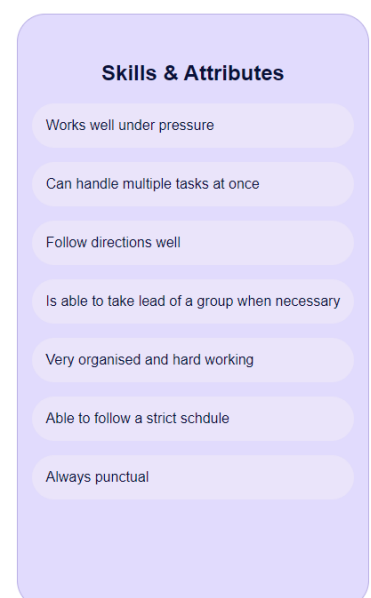 Skills & Attributes
Works well under pressure
Can handle multiple tasks at once
Follow directions well
Is able to take lead of a group when necessary
Very organised and hard working
Able to follow a strict schdule
Always punctual